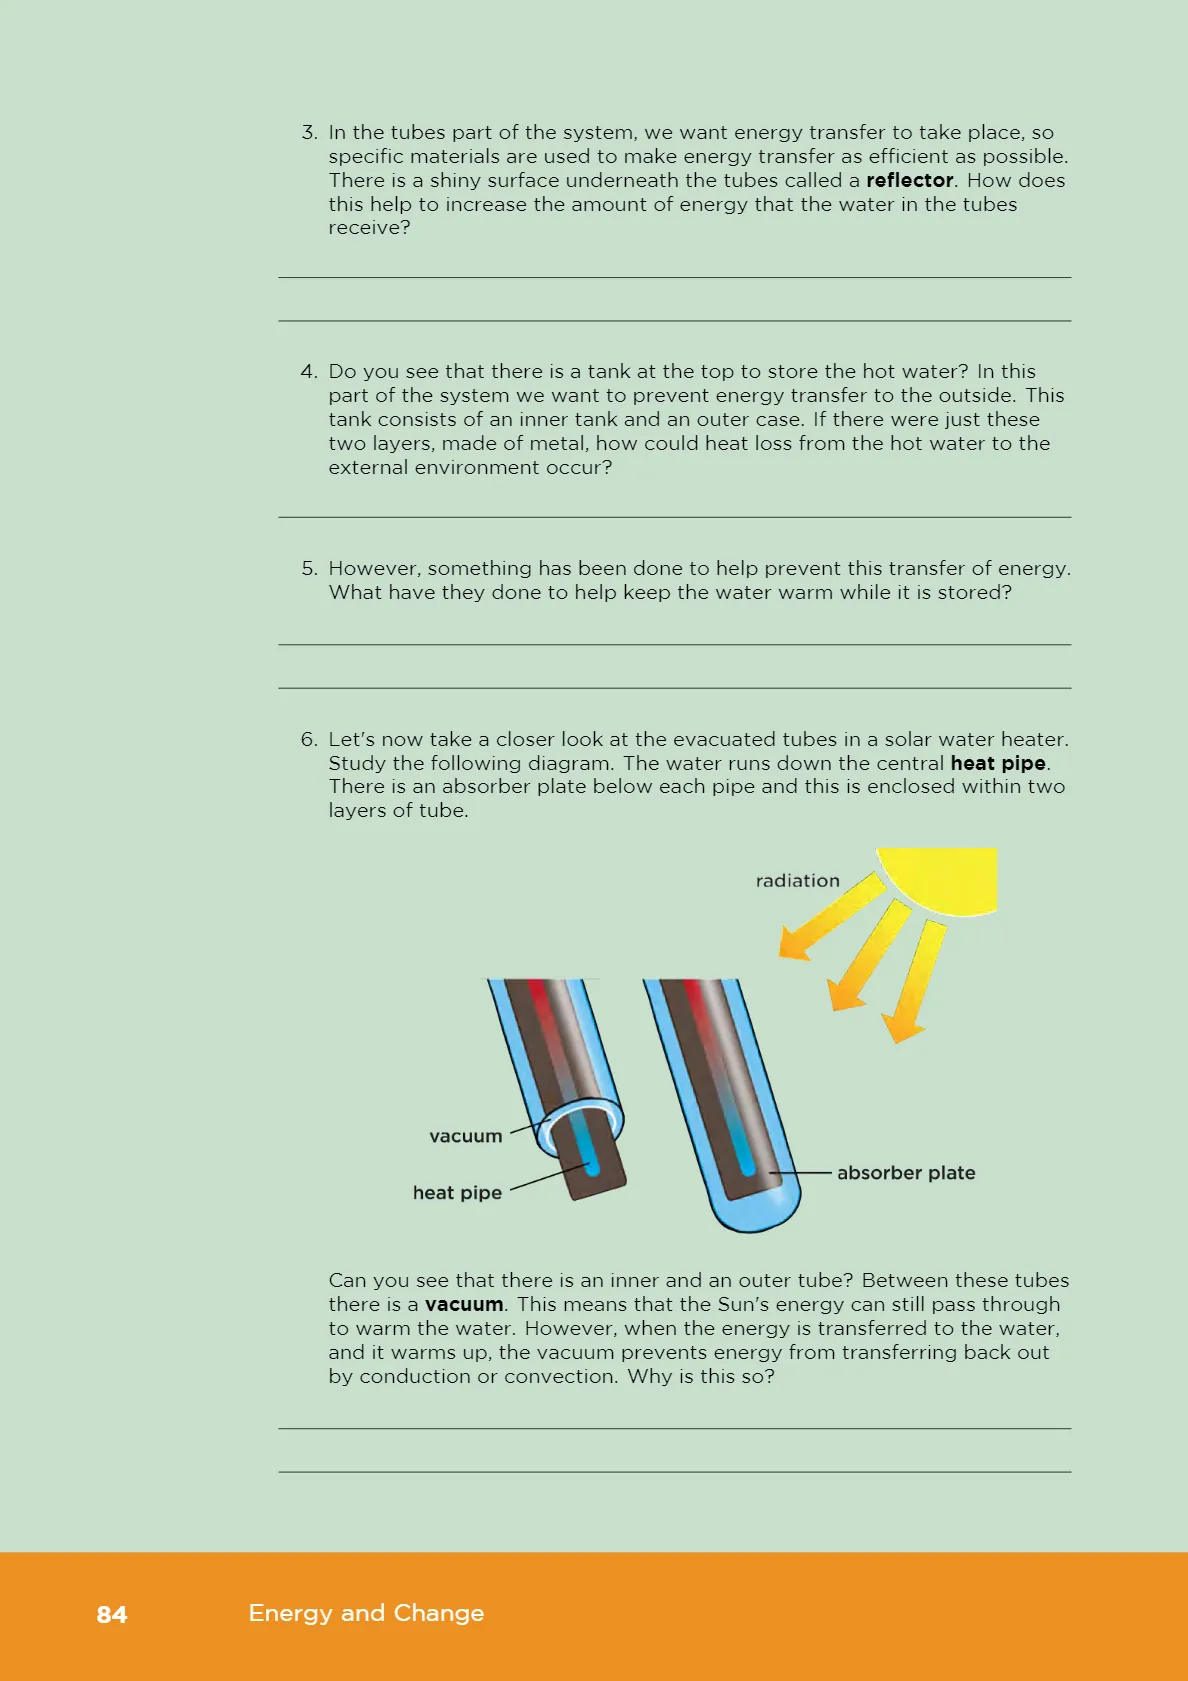 3. In the tubes part of the system, we want energy transfer to take place, so
specific materials are used to make energy transfer as efficient as possible.
There is a shiny surface underneath the tubes called a reflector. How does
this help to increase the amount of energy that the water in the tubes
receive?
4. Do you see that there is a tank at the top to store the hot water? In this
part of the system we want to prevent energy transfer to the outside. This
tank consists of an inner tank and an outer case. If there were just these
two layers, made of metal, how could heat loss from the hot water to the
external environment occur?
5. However, something has been done to help prevent this transfer of energy.
What have they done to help keep the water warm while it is stored?
6. Let's now take a closer look at the evacuated tubes in a solar water heater.
Study the following diagram. The water runs down the central heat pipe.
There is an absorber plate below each pipe and this is enclosed within two
layers of tube.
radiation
vacuum
heat pipe
absorber plate
Can you see that there is an inner and an outer tube? Between these tubes
there is a vacuum. This means that the Sun's energy can still pass through
to warm the water. However, when the energy is transferred to the water,
and it warms up, the vacuum prevents energy from transferring back out
by conduction or convection. Why is this so?
84 Energy and Change